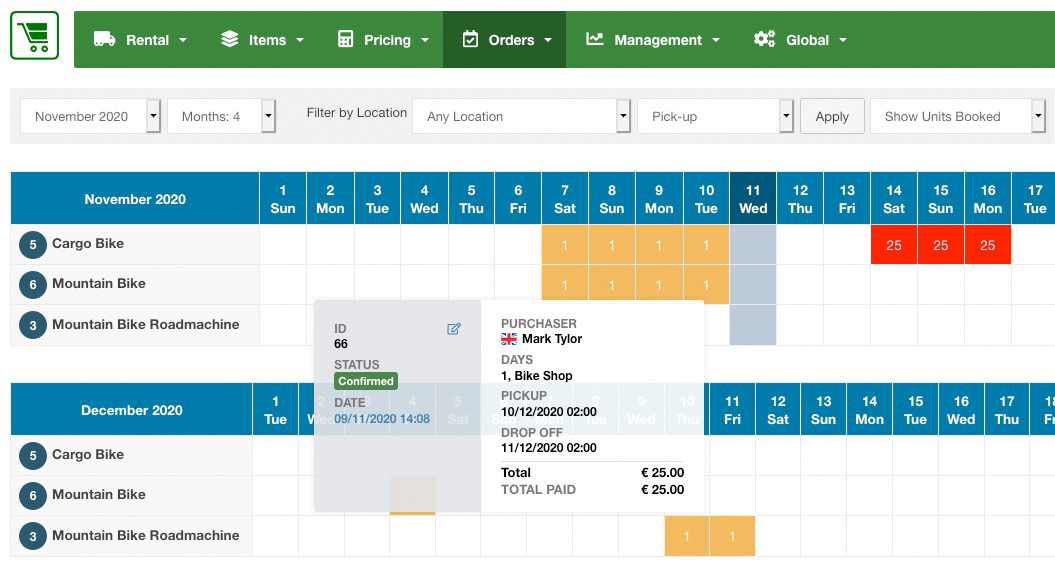 Rental Items Pricing Orders Management Global
November 2020 Months: 4 Filter by Location Any Location Pick-up Apply Show Units Booked
November 2020 1 2 3 4 5 6 7 8 9 10 11 12 13 14 15 16 17
Sun Mon Tue Wed Thu Fri Sat Sun Mon Tue Wed Thu Fri Sat Sun Mon Tue
5 Cargo Bike 1 1 1 1 25 25 25
6 Mountain Bike 1 1 1 1
3 Mountain Bike Roadmachine
ID
66
STATUS
Confirmed
DATE
09/11/2020 14:08
PURCHASER
Mark Tylor
DAYS
1, Bike Shop
PICKUP
10/12/2020 02:00
DROP OFF
11/12/2020 02:00
Total € 25.00
TOTAL PAID € 25.00
December 2020 1 2 3 4 5 8 9 10 11 12 13 14 15 16 17
Tue Sat Wed Thu Fri Sat Sun Mon Tue Wed Thu
5 Cargo Bike
6 Mountain Bike 1
3 Mountain Bike Roadmachine 1 1